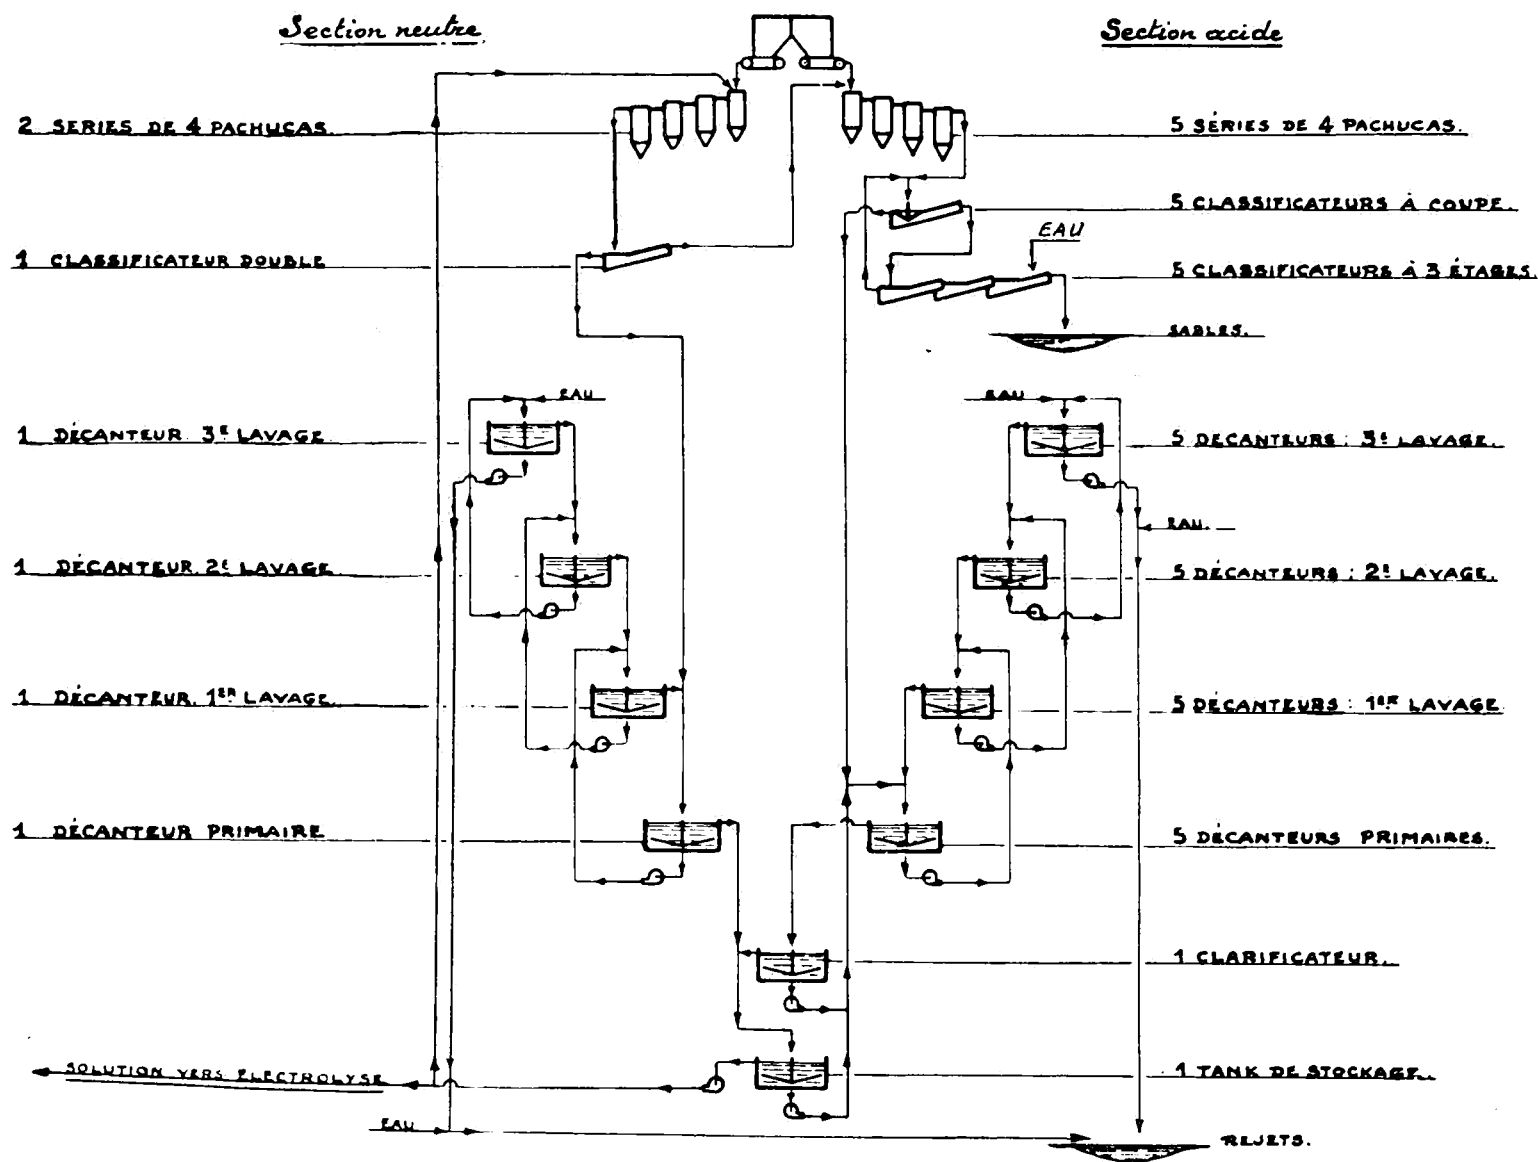 Section neutre
Section acide
2 SERIES DE 4 PACHUCAS.
5 SÉRIES DE 4 PACHUCAS.
5 CLASSIFICATEURS À COUPE.
EAU
1 CLASSIFICATEUR DOUBLE
5 CLASSIFICATEURS À 3 ÉTAGES.
SABLES.
EAU
EAU
1 DÉCANTEUR 3E LAVAGE
5 DECANTEURS : 3E LAVAGE.
EAU.
1 DÉCANTEUR. 2E LAVAGE
5 DÉCANTEURS : 2E LAVAGE.
1 DÉCANTEUR. 1ER LAVAGE.
5 DÉCANTEURS : 1ER LAVAGE
1 DÉCANTEUR PRIMAIRE
5 DÉCANTEURS PRIMAIRES.
1 CLARIFICATEUR.
SOLUTION VERS ÉLECTROLYSE
1 TANK DE STOCKAGE.
EAU
REJETS.